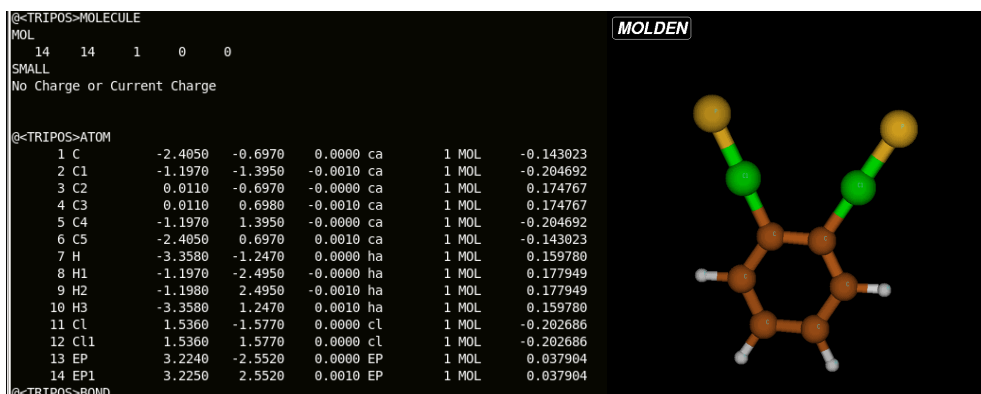 @<TRIPOS>MOLECULE
MOL
14 14 1 0 0
SMALL
No Charge or Current Charge
@<TRIPOS>ATOM
1 C -2.4050 -0.6970 0.0000 ca 1 MOL -0.143023
2 C1 -1.1970 -1.3950 -0.0010 ca 1 MOL -0.204692
3 C2 0.0110 -0.6970 -0.0000 ca 1 MOL 0.174767
4 C3 0.0110 0.6980 -0.0000 ca 1 MOL 0.174767
5 C4 -1.1970 1.3950 -0.0000 ca 1 MOL -0.204692
6 C5 -2.4050 0.6970 0.0010 ca 1 MOL -0.143023
7 H -3.3580 -1.2470 0.0010 ha 1 MOL 0.159780
8 H1 -1.1970 -2.4950 -0.0000 ha 1 MOL 0.177949
9 H2 -1.1980 2.4950 -0.0000 ha 1 MOL 0.177949
10 H3 -3.3580 1.2470 0.0010 ha 1 MOL 0.159780
11 Cl 1.5360 -1.5770 0.0000 cl 1 MOL -0.202686
12 Cl1 1.5360 1.5770 0.0000 cl 1 MOL -0.202686
13 EP 3.2240 -2.5520 0.0000 EP 1 MOL 0.037904
14 EP1 3.2250 2.5520 0.0010 EP 1 MOL 0.037904
@<TRIPOS>BOND
MOLDEN